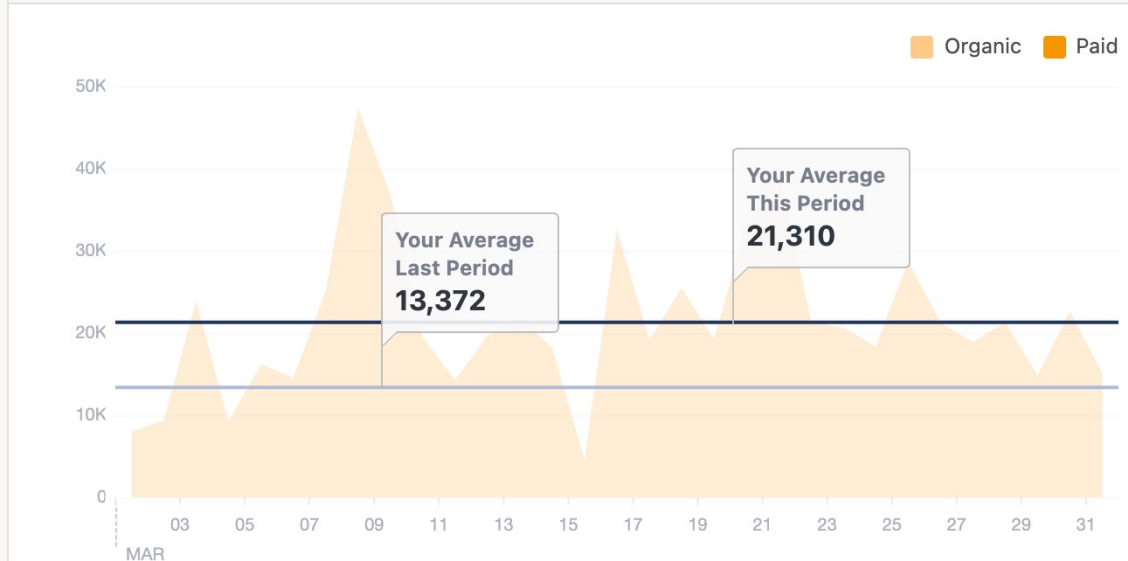 Organic Paid
50K
40K
30K
20K
10K
0
Your Average
Last Period
13,372
Your Average
This Period
21,310
03 05 07 09 11 13 15 17 19 21 23 25 27 29 31
MAR